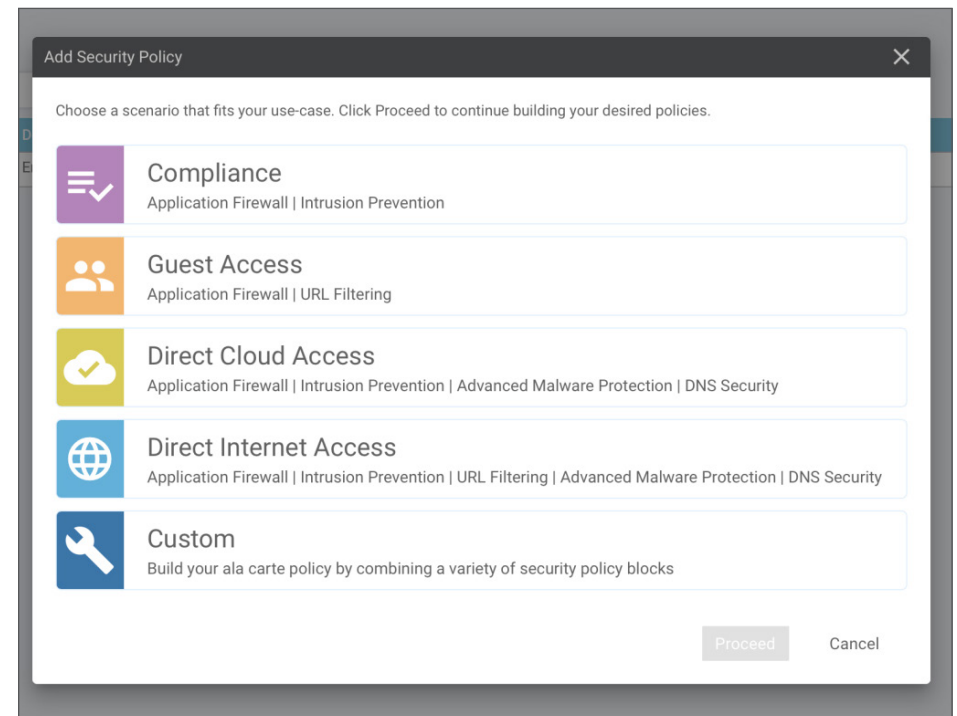 Add Security Policy
Choose a scenario that fits your use-case. Click Proceed to continue building your desired policies.
D
Compliance
Application Firewall | Intrusion Prevention
Guest Access
Application Firewall | URL Filtering
Direct Cloud Access
Application Firewall | Intrusion Prevention | Advanced Malware Protection | DNS Security
Direct Internet Access
Application Firewall | Intrusion Prevention | URL Filtering | Advanced Malware Protection | DNS Security
Custom
Build your ala carte policy by combining a variety of security policy blocks
Proceed Cancel